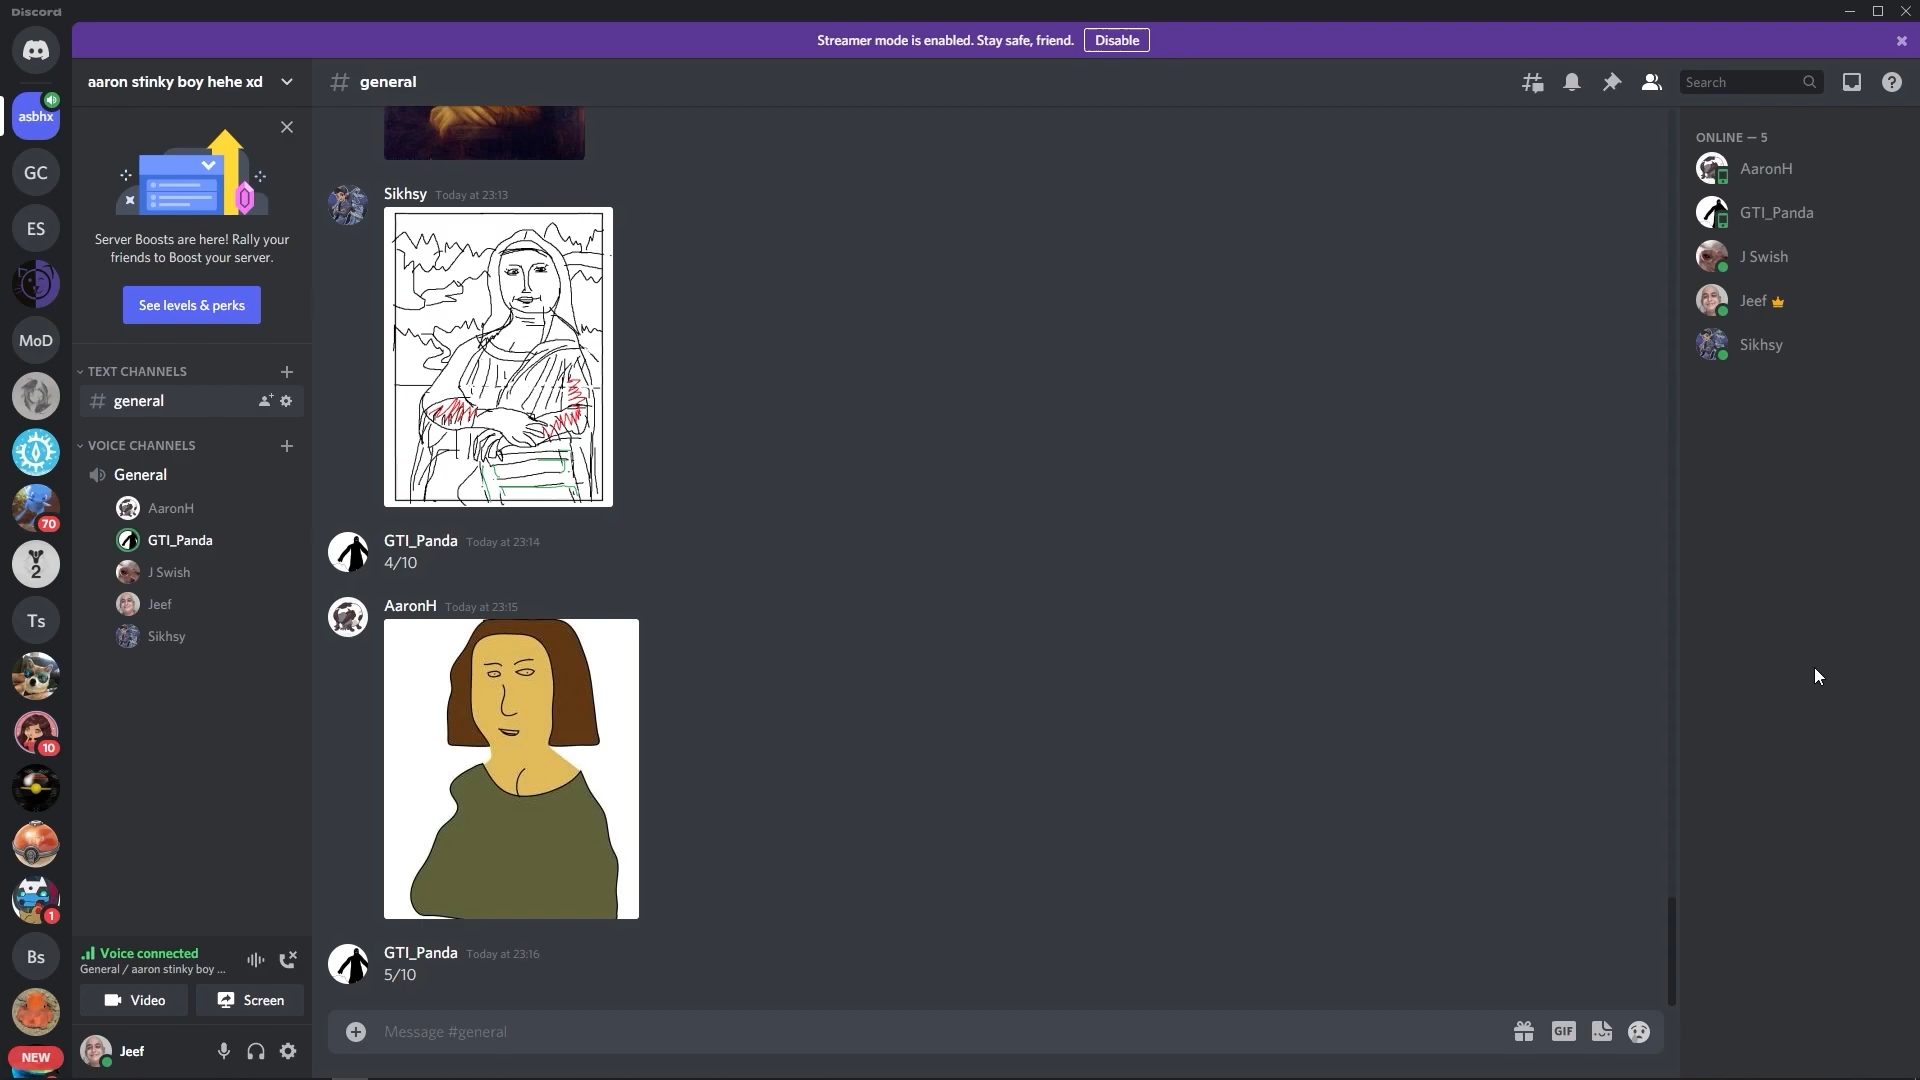 Discord
Streamer mode is enabled. Stay safe, friend.
Disable
asbhx
GC
ES
MoD
70
2
Ts
10
1
Bs
NEW
aaron stinky boy hehe xd
Server Boosts are here! Rally your
friends to Boost your server.
See levels & perks
TEXT CHANNELS
general
VOICE CHANNELS
General
AaronH
GTI_Panda
J Swish
Jeef
Sikhsy
Voice connected
General / aaron stinky boy ...
Video
Screen
Jeef
# general
Search
Sikhsy Today at 23:13
GTI_Panda Today at 23:14
4/10
AaronH Today at 23:15
GTI_Panda Today at 23:16
5/10
Message #general
GIF
ONLINE — 5
AaronH
GTI_Panda
J Swish
Jeef
Sikhsy